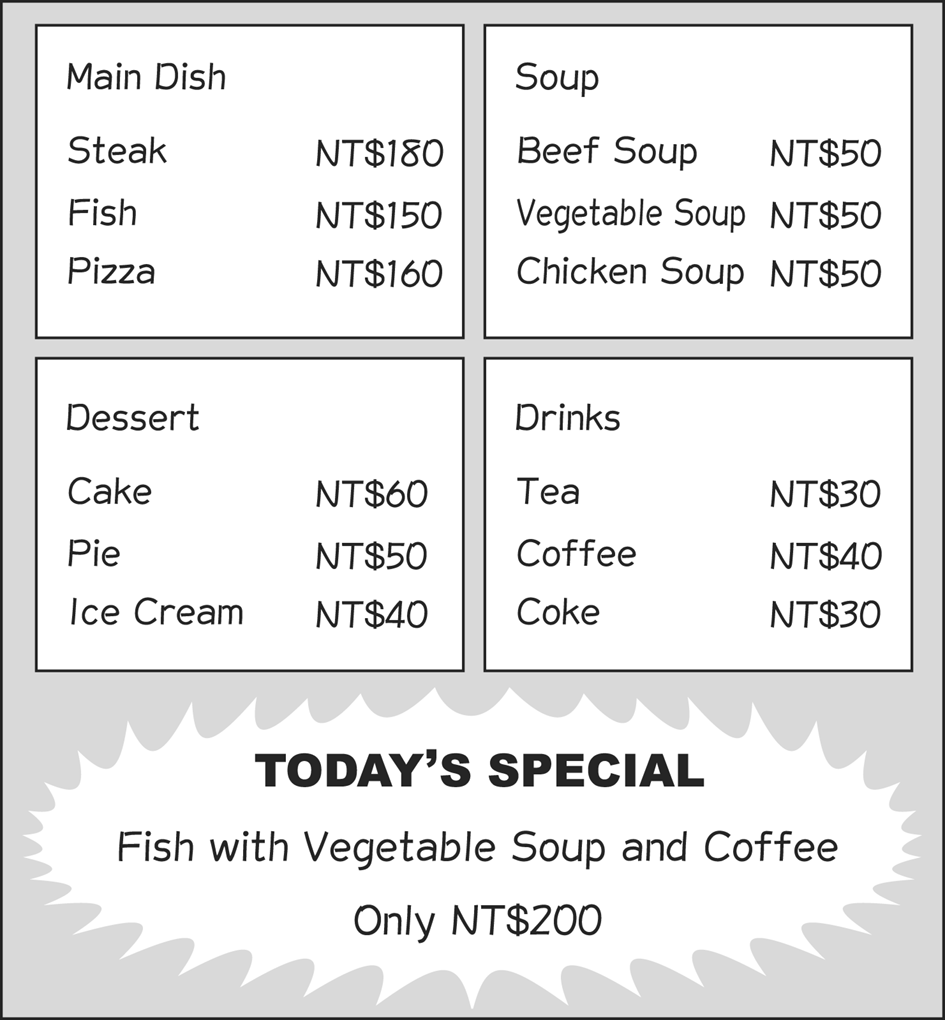 Main Dish
Steak NT$180
Fish NT$150
Pizza NT$160
Soup
Beef Soup NT$50
Vegetable Soup NT$50
Chicken Soup NT$50
Dessert
Cake NT$60
Pie NT$50
Ice Cream NT$40
Drinks
Tea NT$30
Coffee NT$40
Coke NT$30
TODAY'S SPECIAL
Fish with Vegetable Soup and Coffee
Only NT$200